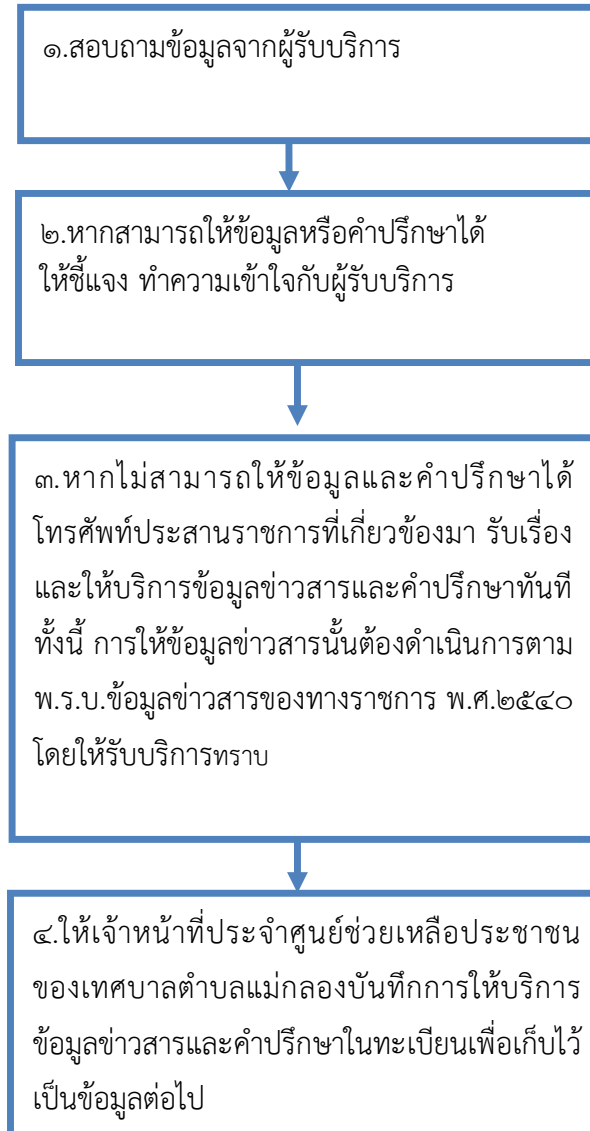 ๑.สอบถามข้อมูลจากผู้รับบริการ
๒.หากสามารถให้ข้อมูลหรือคำปรึกษาได้
ให้ชี้แจง ทำความเข้าใจกับผู้รับบริการ
๓.หากไม่สามารถให้ข้อมูลและคำปรึกษาได้
โทรศัพท์ประสานราชการที่เกี่ยวข้องมา รับเรื่อง
และให้บริการข้อมูลข่าวสารและคำปรึกษาทันที
ทั้งนี้ การให้ข้อมูลข่าวสารนั้นต้องดำเนินการตาม
พ.ร.บ.ข้อมูลข่าวสารของทางราชการ พ.ศ.๒๕๔๐
โดยให้รับบริการทราบ
๔.ให้เจ้าหน้าที่ประจำศูนย์ช่วยเหลือประชาชน
ของเทศบาลตำบลแม่กลองบันทึกการให้บริการ
ข้อมูลข่าวสารและคำปรึกษาในทะเบียนเพื่อเก็บไว้
เป็นข้อมูลต่อไป